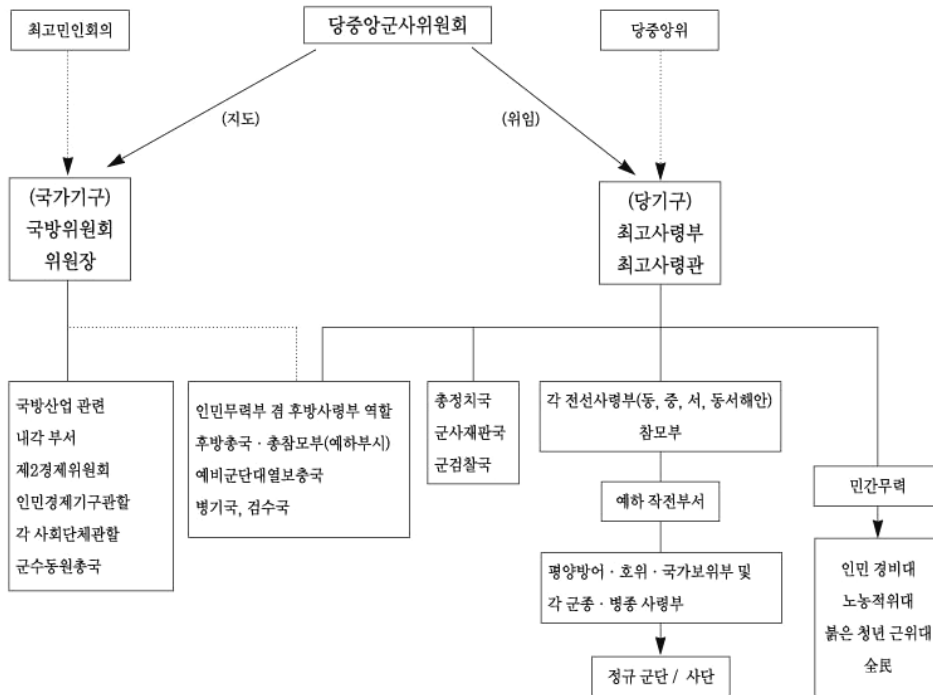 최고민인회의
당중앙군사위원회
당중앙위
(지도)
(위임)
(국가기구)
국방위원회
위원장
(당기구)
최고사령부
최고사령관
국방산업 관련
내각 부서
제2경제위원회
인민경제기구관할
각 사회단체관할
군수동원총국
인민무력부 겸 후방사령부 역할
후방총국 · 총참모부(예하부시)
예비군단대열보충국
병기국, 검수국
총정치국
군사재판국
군검찰국
각 전선사령부(동, 중, 서, 동서해안)
참모부
예하 작전부서
평양방어 · 호위 · 국가보위부 및
각 군종 · 병종 사령부
정규 군단 / 사단
민간무력
인민 경비대
노농적위대
붉은 청년 근위대
全民